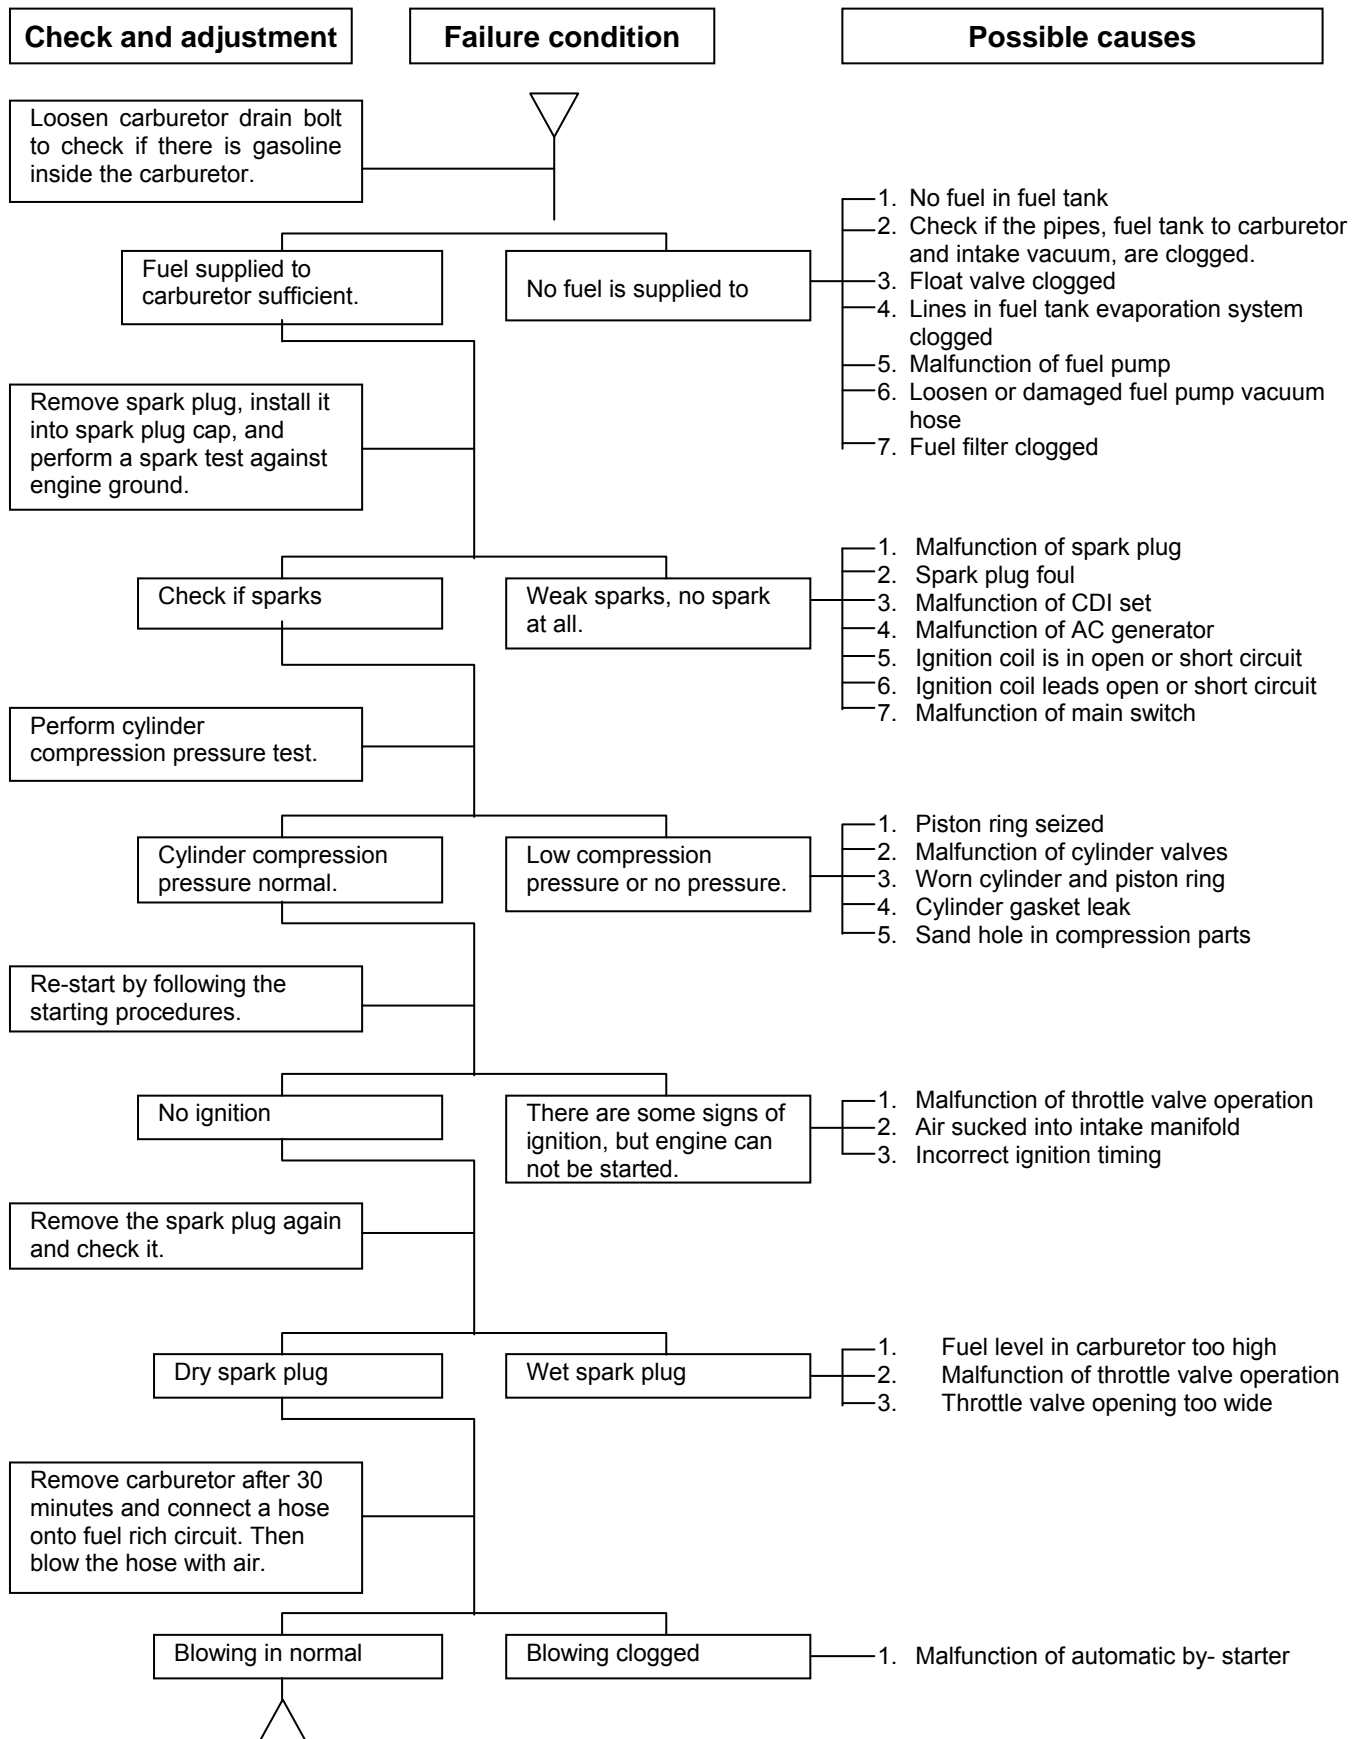 Check and adjustment
Failure condition
Possible causes
Loosen carburetor drain bolt
to check if there is gasoline
inside the carburetor.
Fuel supplied to
carburetor sufficient.
No fuel is supplied to
1. No fuel in fuel tank
2. Check if the pipes, fuel tank to carburetor
and intake vacuum, are clogged.
3. Float valve clogged
4. Lines in fuel tank evaporation system
clogged
5. Malfunction of fuel pump
6. Loosen or damaged fuel pump vacuum
hose
7. Fuel filter clogged
Remove spark plug, install it
into spark plug cap, and
perform a spark test against
engine ground.
Check if sparks
Weak sparks, no spark
at all.
1. Malfunction of spark plug
2. Spark plug foul
3. Malfunction of CDI set
4. Malfunction of AC generator
5. Ignition coil is in open or short circuit
6. Ignition coil leads open or short circuit
7. Malfunction of main switch
Perform cylinder
compression pressure test.
Cylinder compression
pressure normal.
Low compression
pressure or no pressure.
1. Piston ring seized
2. Malfunction of cylinder valves
3. Worn cylinder and piston ring
4. Cylinder gasket leak
5. Sand hole in compression parts
Re-start by following the
starting procedures.
No ignition
There are some signs of
ignition, but engine can
not be started.
1. Malfunction of throttle valve operation
2. Air sucked into intake manifold
3. Incorrect ignition timing
Remove the spark plug again
and check it.
Dry spark plug
Wet spark plug
1. Fuel level in carburetor too high
2. Malfunction of throttle valve operation
3. Throttle valve opening too wide
Remove carburetor after 30
minutes and connect a hose
onto fuel rich circuit. Then
blow the hose with air.
Blowing in normal
Blowing clogged
1. Malfunction of automatic by- starter